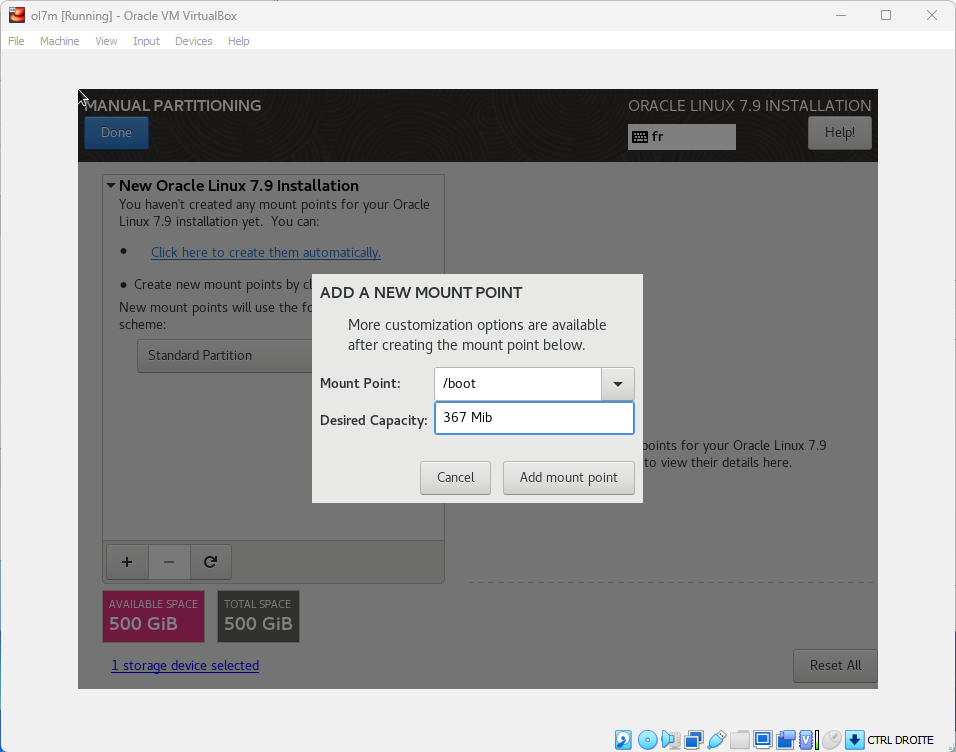 ol7m [Running] - Oracle VM VirtualBox
File Machine View Input Devices Help
MANUAL PARTITIONING
ORACLE LINUX 7.9 INSTALLATION
Done
fr
Help!
New Oracle Linux 7.9 Installation
You haven't created any mount points for your Oracle
Linux 7.9 installation yet. You can:
• Click here to create them automatically.
• Create new mount points by
New mount points will use the
scheme:
Standard Partition
ADD A NEW MOUNT POINT
More customization options are available
after creating the mount point below.
Mount Point: /boot
Desired Capacity: 367 Mib
Cancel Add mount point
points for your Oracle Linux 7.9
to view their details here.
+ −
AVAILABLE SPACE
500 GiB
TOTAL SPACE
500 GiB
1 storage device selected
Reset All
CTRL DROITE